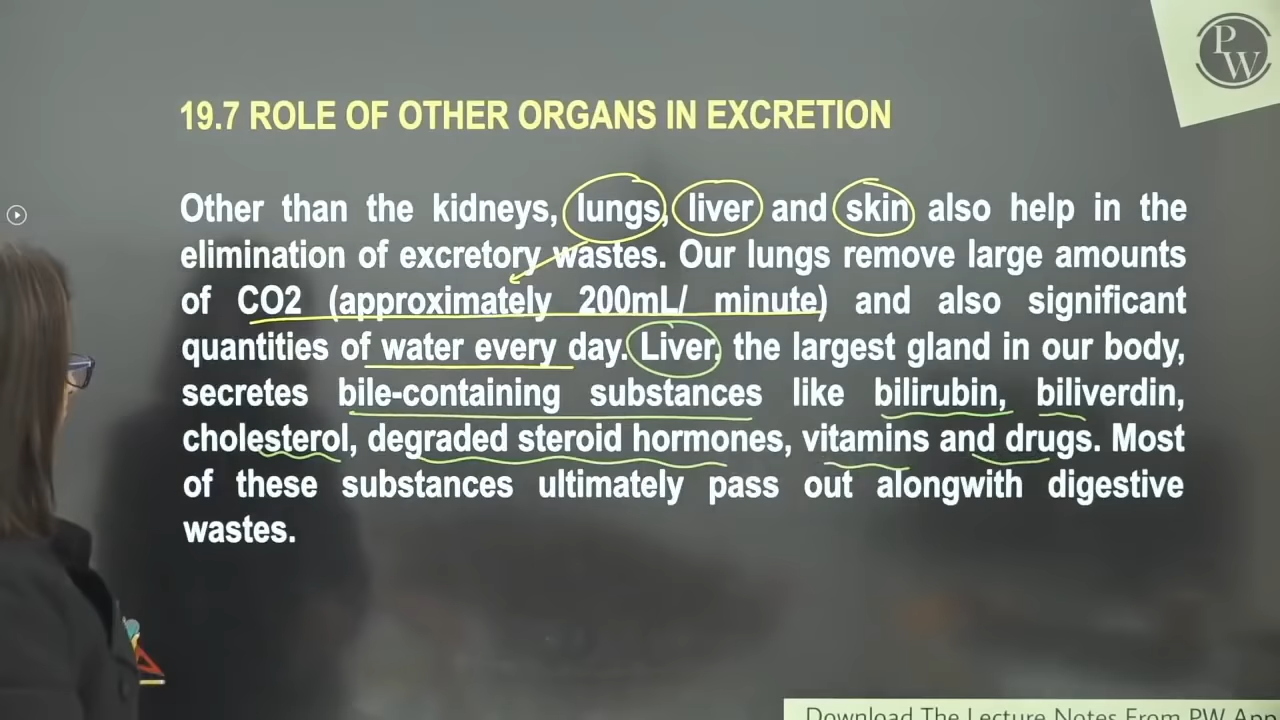 PW
19.7 ROLE OF OTHER ORGANS IN EXCRETION
Other than the kidneys, lungs, liver and skin also help in the
elimination of excretory wastes. Our lungs remove large amounts
of CO2 (approximately 200mL/ minute) and also significant
quantities of water every day. Liver, the largest gland in our body,
secretes bile-containing substances like bilirubin, biliverdin,
cholesterol, degraded steroid hormones, vitamins and drugs. Most
of these substances ultimately pass out alongwith digestive
wastes.
Download The Lecture Notes From PW App